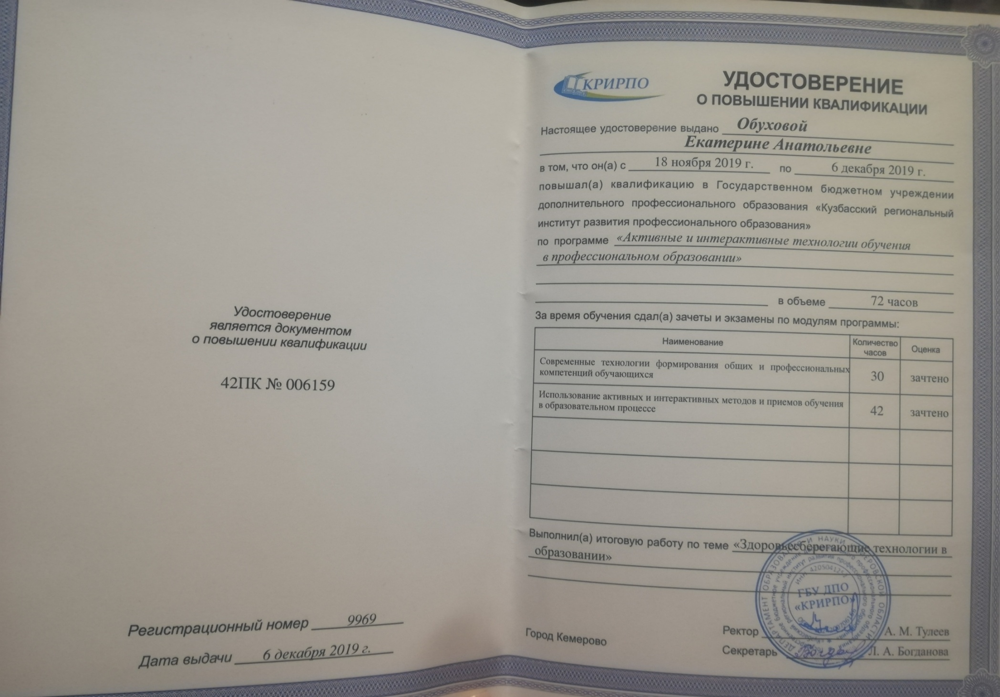 Удостоверение
является документом
о повышении квалификации
42ПК № 006159
Регистрационный номер 9969
Дата выдачи 6 декабря 2019 г.
КРИРПО
УДОСТОВЕРЕНИЕ
О ПОВЫШЕНИИ КВАЛИФИКАЦИИ
Настоящее удостоверение выдано Обуховой
Екатерине Анатольевне
в том, что он(а) с 18 ноября 2019 г. по 6 декабря 2019 г.
повышал(а) квалификацию в Государственном бюджетном учреждении
дополнительного профессионального образования «Кузбасский региональный
институт развития профессионального образования»
по программе «Активные и интерактивные технологии обучения
в профессиональном образовании»
в объеме 72 часов
За время обучения сдал(а) зачеты и экзамены по модулям программы:
Наименование Количество часов Оценка
Современные технологии формирования общих и профессиональных
компетенций обучающихся 30 зачтено
Использование активных и интерактивных методов и приемов обучения
в образовательном процессе 42 зачтено
Выполнил(а) итоговую работу по теме «Здоровьесберегающие технологии в
образовании»
ДЕПАРТАМЕНТ ОБРАЗОВАНИЯ И НАУКИ КЕМЕРОВСКОЙ ОБЛАСТИ
ГБУ ДПО
«КРИРПО»
Город Кемерово
Ректор А. М. Тулеев
Секретарь Л. А. Богданова